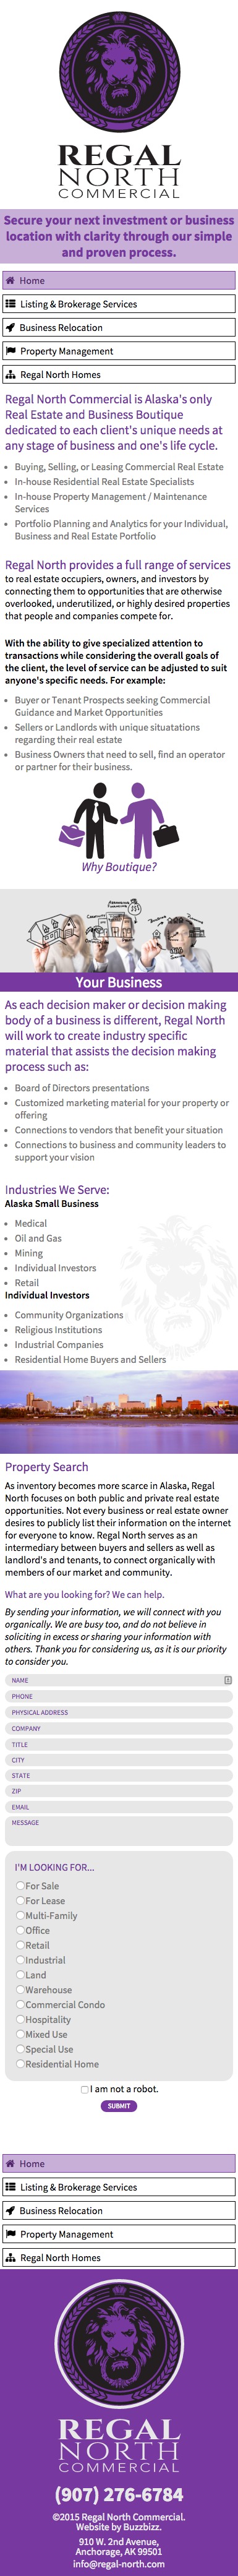 REGAL
NORTH
COMMERCIAL
Secure your next investment or business
location with clarity through our simple
and proven process.
Home
Listing & Brokerage Services
Business Relocation
Property Management
Regal North Homes
Regal North Commercial is Alaska's only
Real Estate and Business Boutique
dedicated to each client's unique needs at
any stage of business and one's life cycle.
Buying, Selling, or Leasing Commercial Real Estate
In-house Residential Real Estate Specialists
In-house Property Management / Maintenance
Services
Portfolio Planning and Analytics for your Individual,
Business and Real Estate Portfolio
Regal North provides a full range of services
to real estate occupiers, owners, and investors by
connecting them to opportunities that are otherwise
overlooked, underutilized, or highly desired properties
that people and companies compete for.
With the ability to give specialized attention to
transactions while considering the overall goals of
the client, the level of service can be adjusted to suit
anyone's specific needs. For example:
Buyer or Tenant Prospects seeking Commercial
Guidance and Market Opportunities
Sellers or Landlords with unique situatations
regarding their real estate
Business Owners that need to sell, find an operator
or partner for their business.
Why Boutique?
Your Business
As each decision maker or decision making
body of a business is different, Regal North
will work to create industry specific
material that assists the decision making
process such as:
Board of Directors presentations
Customized marketing material for your property or
offering
Connections to vendors that benefit your situation
Connections to business and community leaders to
support your vision
Industries We Serve:
Alaska Small Business
Medical
Oil and Gas
Mining
Individual Investors
Retail
Individual Investors
Community Organizations
Religious Institutions
Industrial Companies
Residential Home Buyers and Sellers
Property Search
As inventory becomes more scarce in Alaska, Regal
North focuses on both public and private real estate
opportunities. Not every business or real estate owner
desires to publicly list their information on the internet
for everyone to know. Regal North serves as an
intermediary between buyers and sellers as well as
landlord's and tenants, to connect organically with
members of our market and community.
What are you looking for? We can help.
By sending your information, we will connect with you
organically. We are busy too, and do not believe in
soliciting in excess or sharing your information with
others. Thank you for considering us, as it is our priority
to consider you.
NAME
PHONE
PHYSICAL ADDRESS
COMPANY
TITLE
CITY
STATE
ZIP
EMAIL
MESSAGE
I'M LOOKING FOR...
For Sale
For Lease
Multi-Family
Office
Retail
Industrial
Land
Warehouse
Commercial Condo
Hospitality
Mixed Use
Special Use
Residential Home
I am not a robot.
SUBMIT
Home
Listing & Brokerage Services
Business Relocation
Property Management
Regal North Homes
REGAL
NORTH
COMMERCIAL
(907) 276-6784
©2015 Regal North Commercial.
Website by Buzzbizz.
910 W. 2nd Avenue,
Anchorage, AK 99501
info@regal-north.com